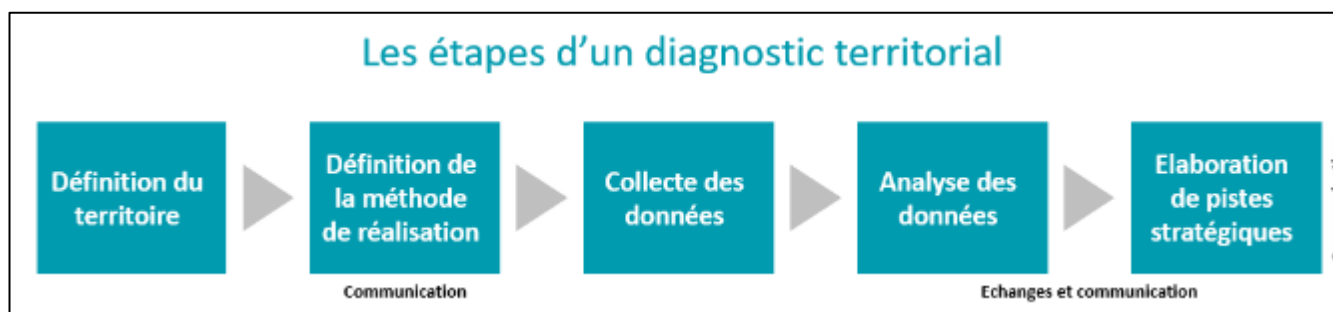 Les étapes d'un diagnostic territorial
Définition du
territoire
Définition de
la méthode
de réalisation
Collecte des
données
Analyse des
données
Elaboration
de pistes
stratégiques
Communication
Echanges et communication